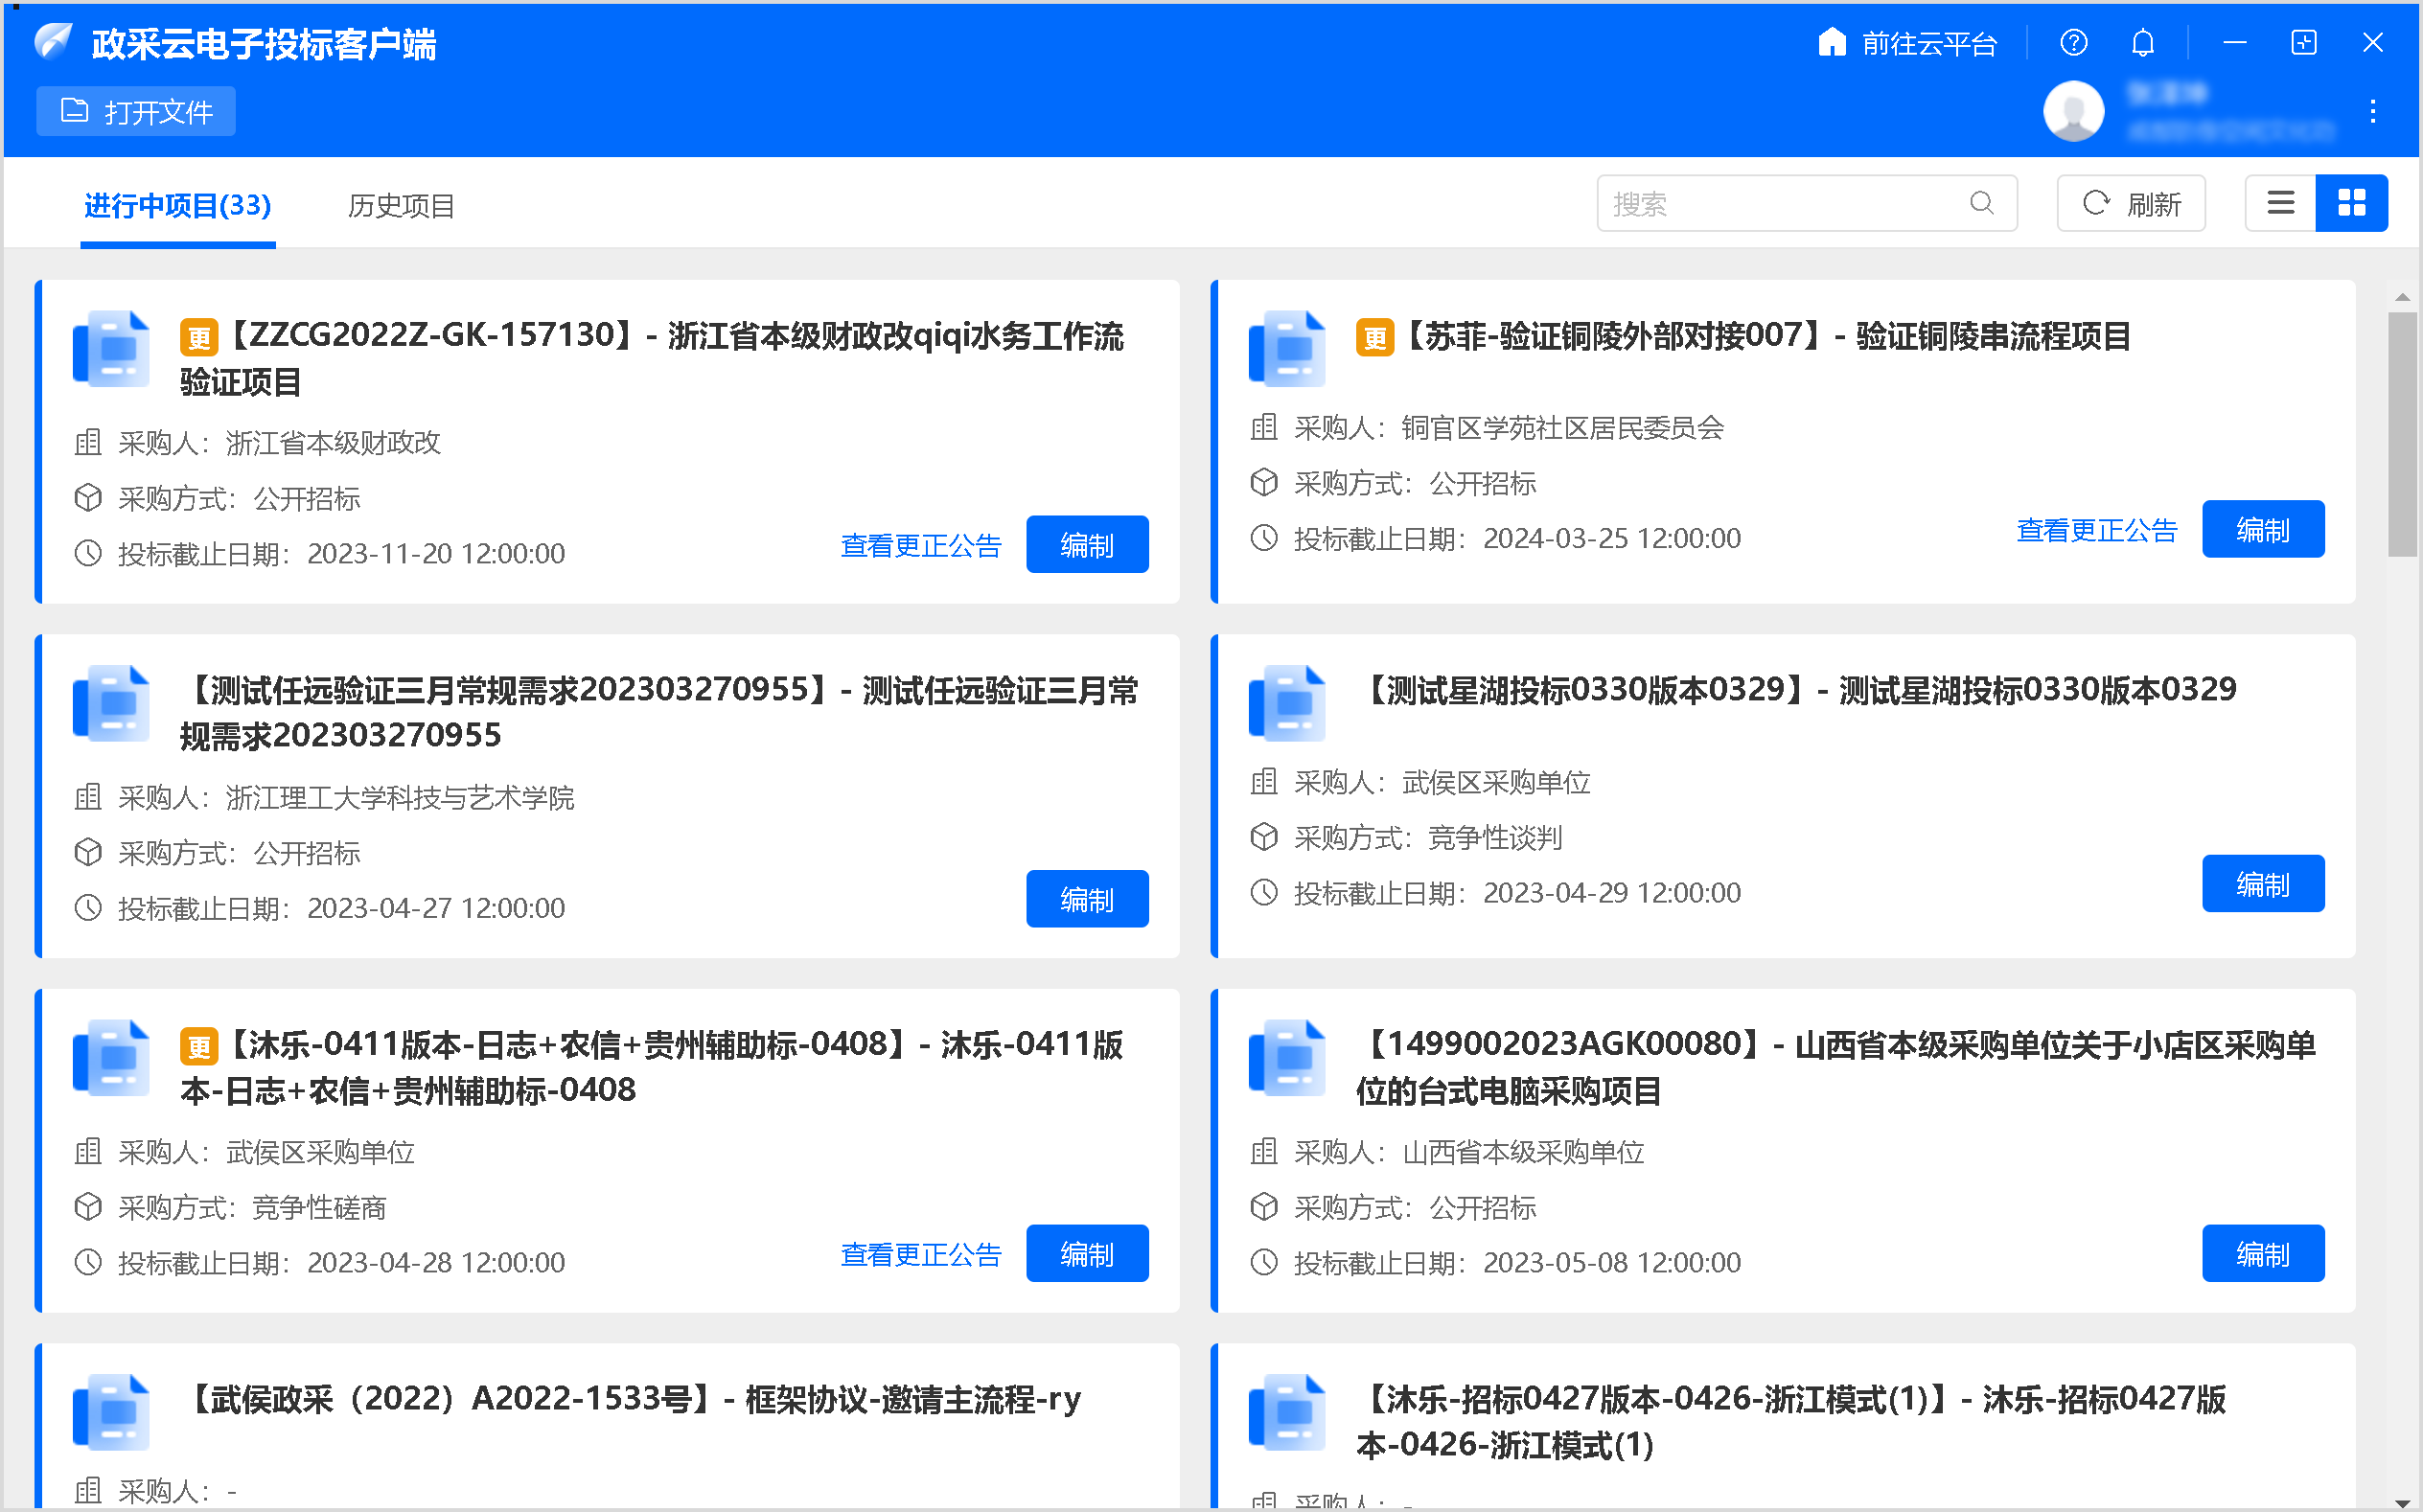 政采云电子投标客户端
前往云平台
打开文件
进行中项目(33)
历史项目
搜索
刷新
更【ZZCG2022Z-GK-157130】- 浙江省本级财政改qiqi水务工作流
验证项目
采购人：浙江省本级财政改
采购方式：公开招标
投标截止日期：2023-11-20 12:00:00
查看更正公告
编制
更【苏菲-验证铜陵外部对接007】- 验证铜陵串流程项目
采购人：铜官区学苑社区居民委员会
采购方式：公开招标
投标截止日期：2024-03-25 12:00:00
查看更正公告
编制
【测试任远验证三月常规需求202303270955】- 测试任远验证三月常
规需求202303270955
采购人：浙江理工大学科技与艺术学院
采购方式：公开招标
投标截止日期：2023-04-27 12:00:00
编制
【测试星湖投标0330版本0329】- 测试星湖投标0330版本0329
采购人：武侯区采购单位
采购方式：竞争性谈判
投标截止日期：2023-04-29 12:00:00
编制
更【沐乐-0411版本-日志+农信+贵州辅助标-0408】- 沐乐-0411版
本-日志+农信+贵州辅助标-0408
采购人：武侯区采购单位
采购方式：竞争性磋商
投标截止日期：2023-04-28 12:00:00
查看更正公告
编制
【1499002023AGK00080】- 山西省本级采购单位关于小店区采购单
位的台式电脑采购项目
采购人：山西省本级采购单位
采购方式：公开招标
投标截止日期：2023-05-08 12:00:00
编制
【武侯政采（2022）A2022-1533号】- 框架协议-邀请主流程-ry
采购人：-
【沐乐-招标0427版本-0426-浙江模式(1)】- 沐乐-招标0427版
本-0426-浙江模式(1)
采购人：-